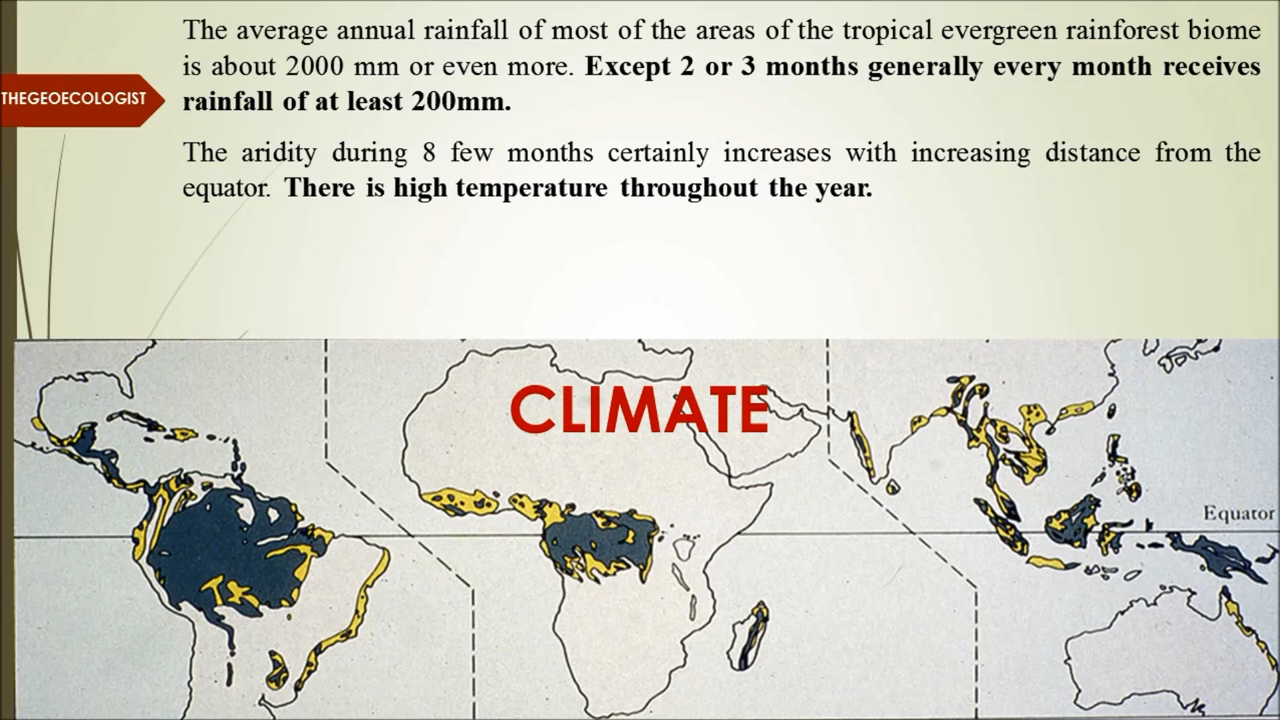 The average annual rainfall of most of the areas of the tropical evergreen rainforest biome
is about 2000 mm or even more. Except 2 or 3 months generally every month receives
rainfall of at least 200mm.
THEGEOECOLOGIST
The aridity during 8 few months certainly increases with increasing distance from the
equator. There is high temperature throughout the year.
CLIMATE
Equator